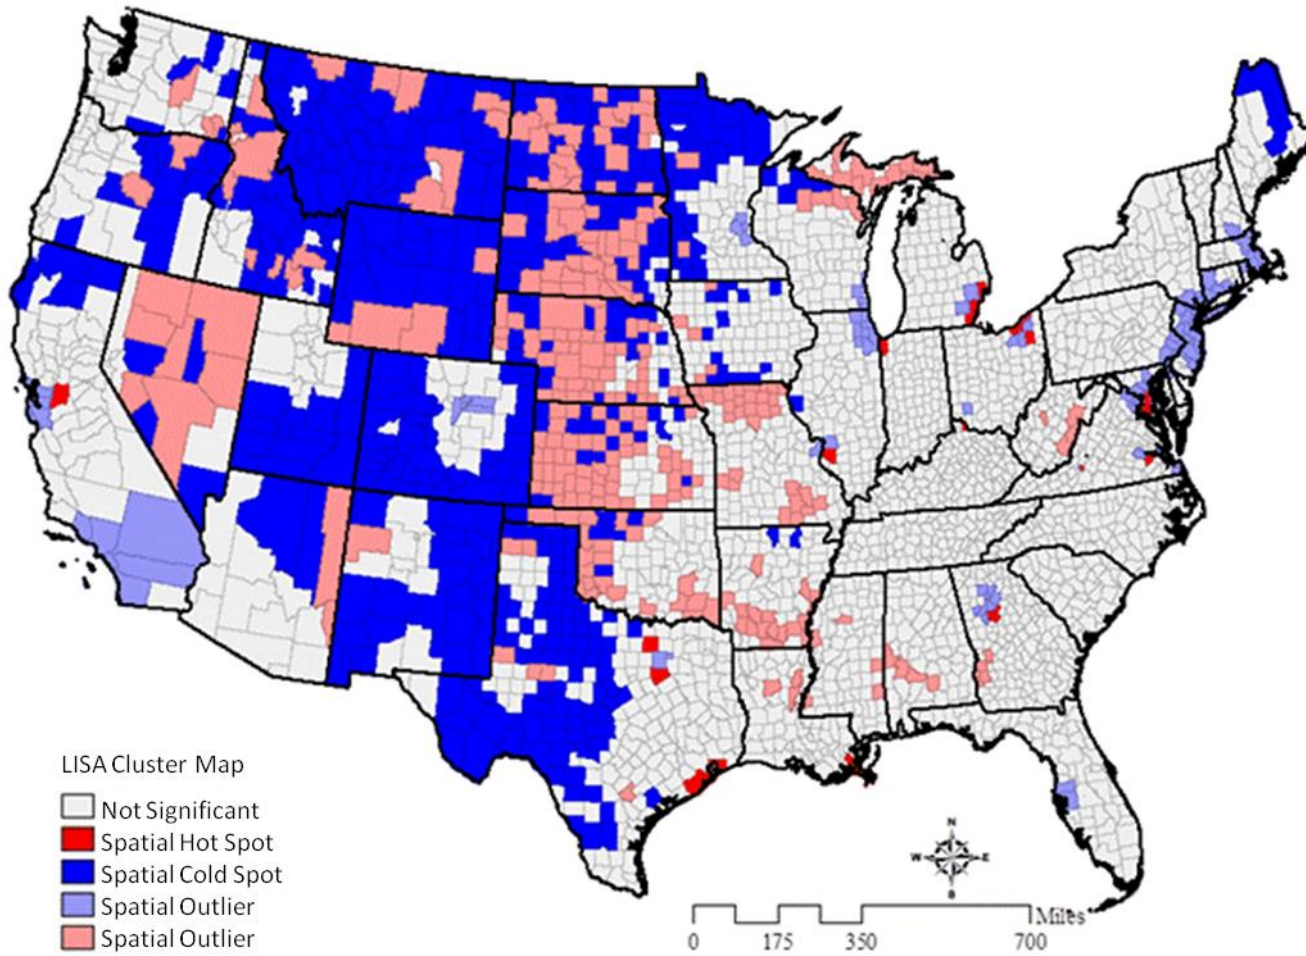 LISA Cluster Map
Not Significant
Spatial Hot Spot
Spatial Cold Spot
Spatial Outlier
Spatial Outlier
N
W E
S
Miles
0 175 350 700